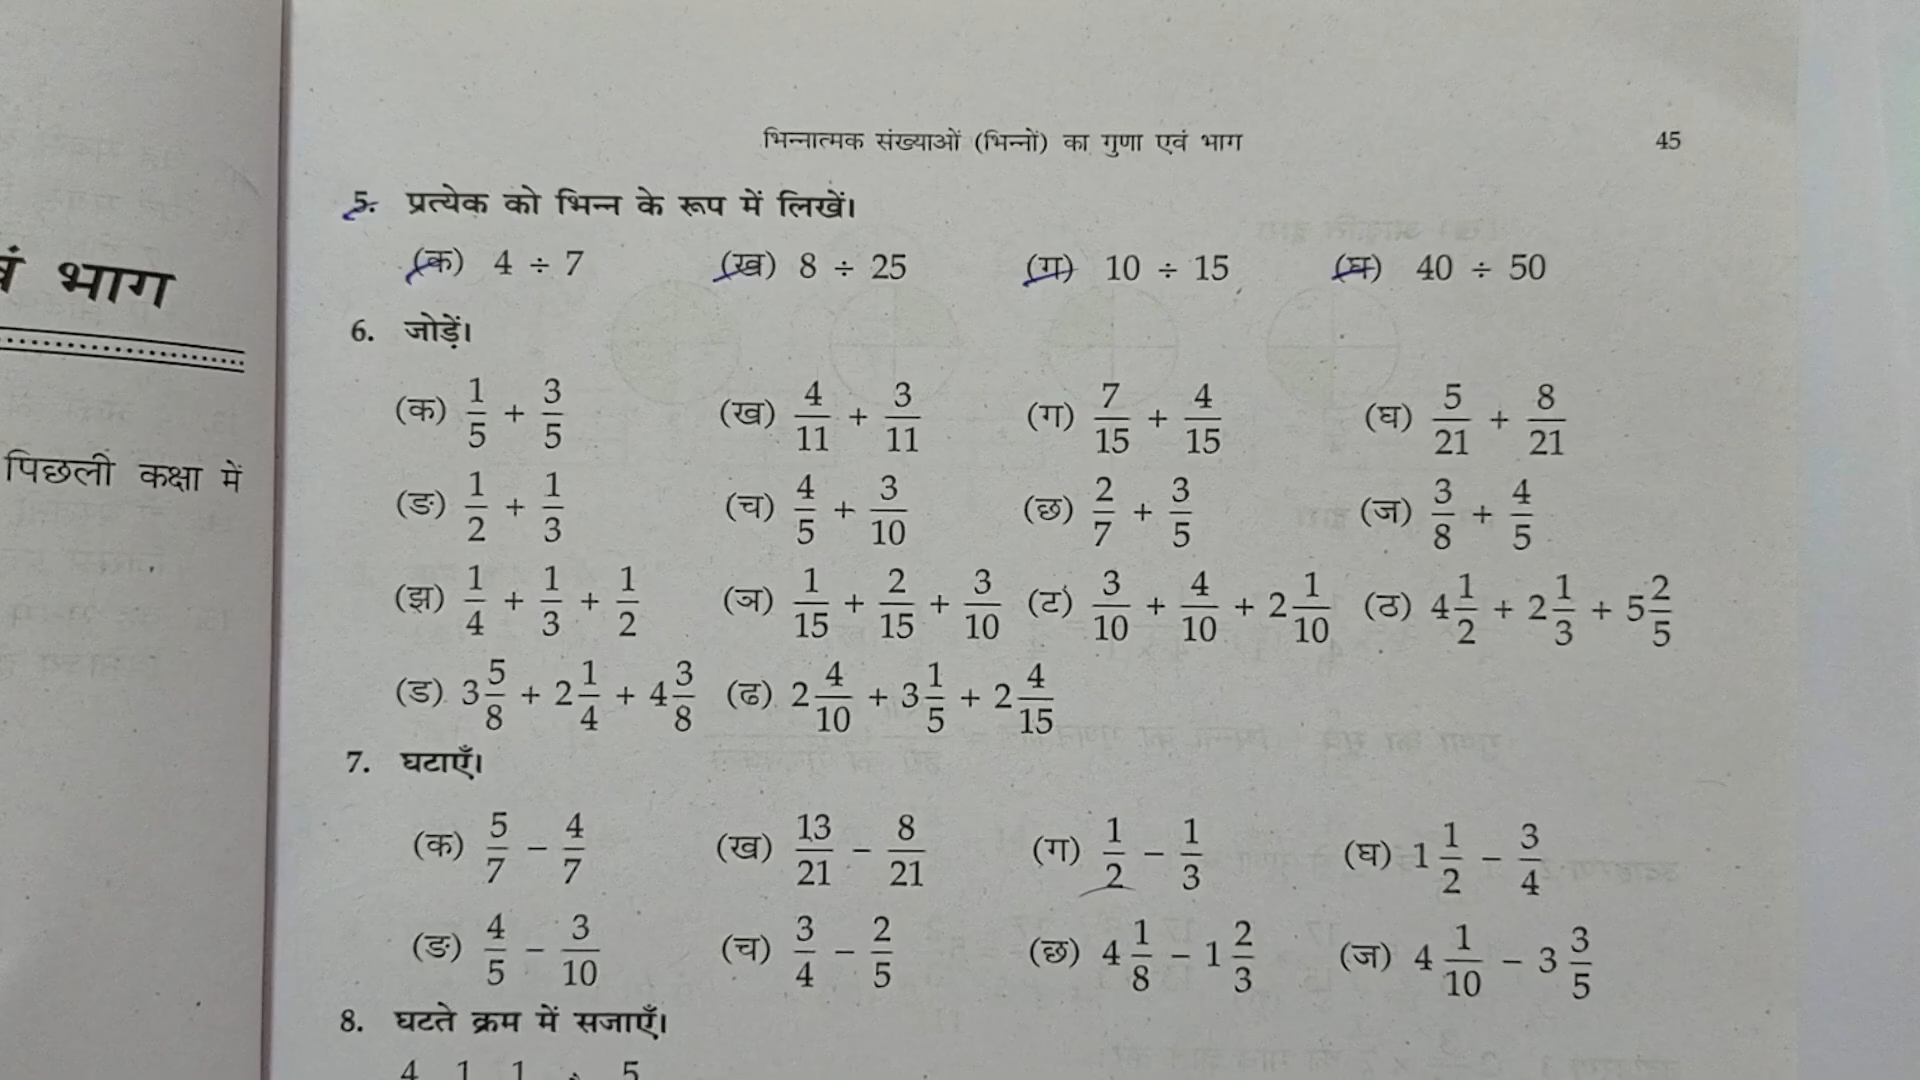 भिन्नात्मक संख्याओं (भिन्नों) का गुणा एवं भाग 45
5. प्रत्येक को भिन्न के रूप में लिखें।
(क) 4 ÷ 7 (ख) 8 ÷ 25 (ग) 10 ÷ 15 (घ) 40 ÷ 50
6. जोड़ें।
(क) 1/5 + 3/5 (ख) 4/11 + 3/11 (ग) 7/15 + 4/15 (घ) 5/21 + 8/21
(ङ) 1/2 + 1/3 (च) 4/5 + 3/10 (छ) 2/7 + 3/5 (ज) 3/8 + 4/5
(झ) 1/4 + 1/3 + 1/2 (ञ) 1/15 + 2/15 + 3/10 (ट) 3/10 + 4/10 + 2 1/10 (ठ) 4 1/2 + 2 1/3 + 5 2/5
(ड) 3 5/8 + 2 1/4 + 4 3/8 (ढ) 2 4/10 + 3 1/5 + 2 4/15
7. घटाएँ।
(क) 5/7 − 4/7 (ख) 13/21 − 8/21 (ग) 1/2 − 1/3 (घ) 1 1/2 − 3/4
(ङ) 4/5 − 3/10 (च) 3/4 − 2/5 (छ) 4 1/8 − 1 2/3 (ज) 4 1/10 − 3 3/5
8. घटते क्रम में सजाएँ।
4 1 1 5
भाग
पिछली कक्षा में